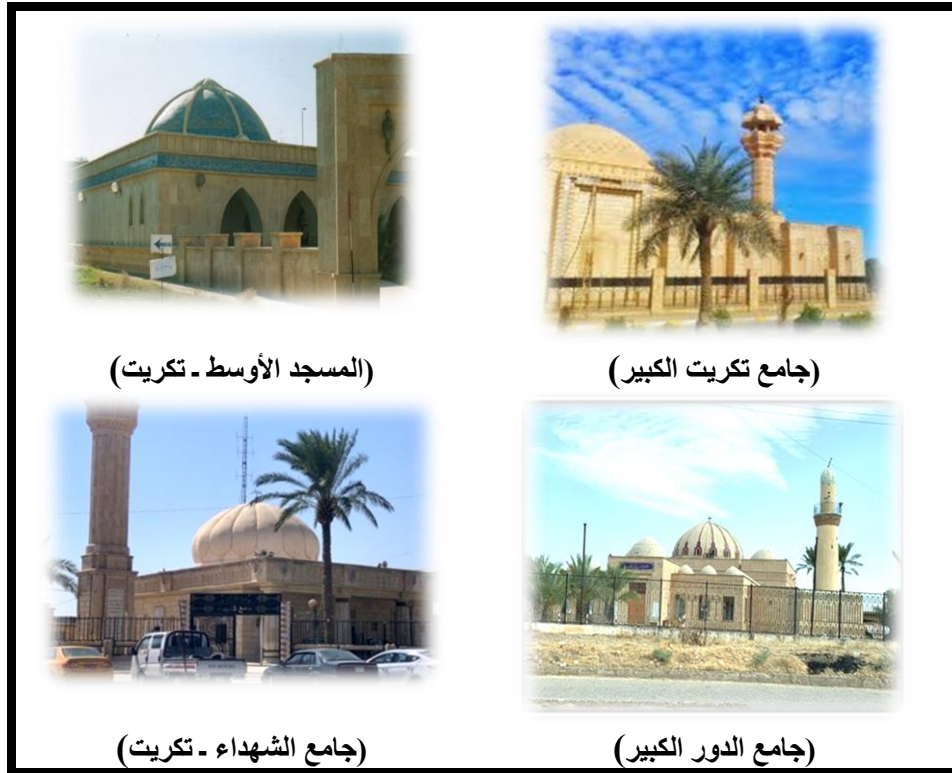 (جامع تكريت الكبير)
(المسجد الأوسط ـ تكريت)
(جامع الدور الكبير)
(جامع الشهداء ـ تكريت)